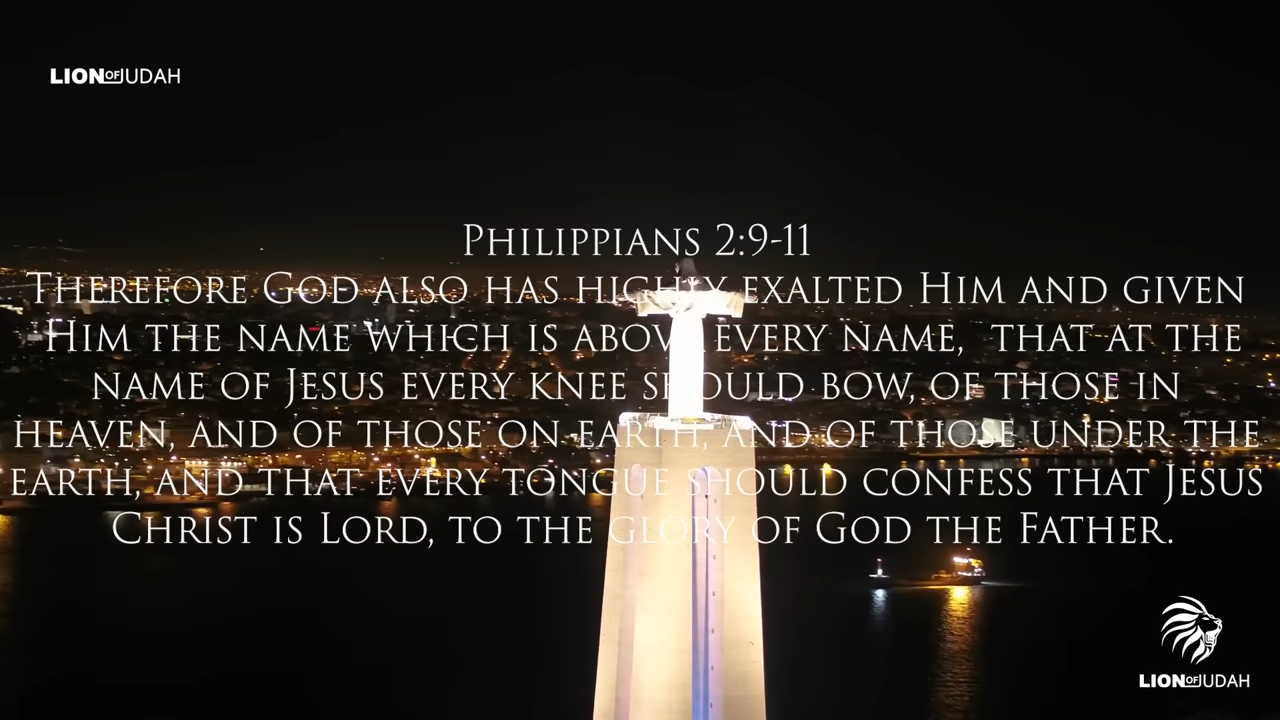 LION OF JUDAH
PHILIPPIANS 2:9-11
THEREFORE GOD ALSO HAS HIGHLY EXALTED HIM AND GIVEN
HIM THE NAME WHICH IS ABOVE EVERY NAME, THAT AT THE
NAME OF JESUS EVERY KNEE SHOULD BOW, OF THOSE IN
HEAVEN, AND OF THOSE ON EARTH, AND OF THOSE UNDER THE
EARTH, AND THAT EVERY TONGUE SHOULD CONFESS THAT JESUS
CHRIST IS LORD, TO THE GLORY OF GOD THE FATHER.
LION OF JUDAH